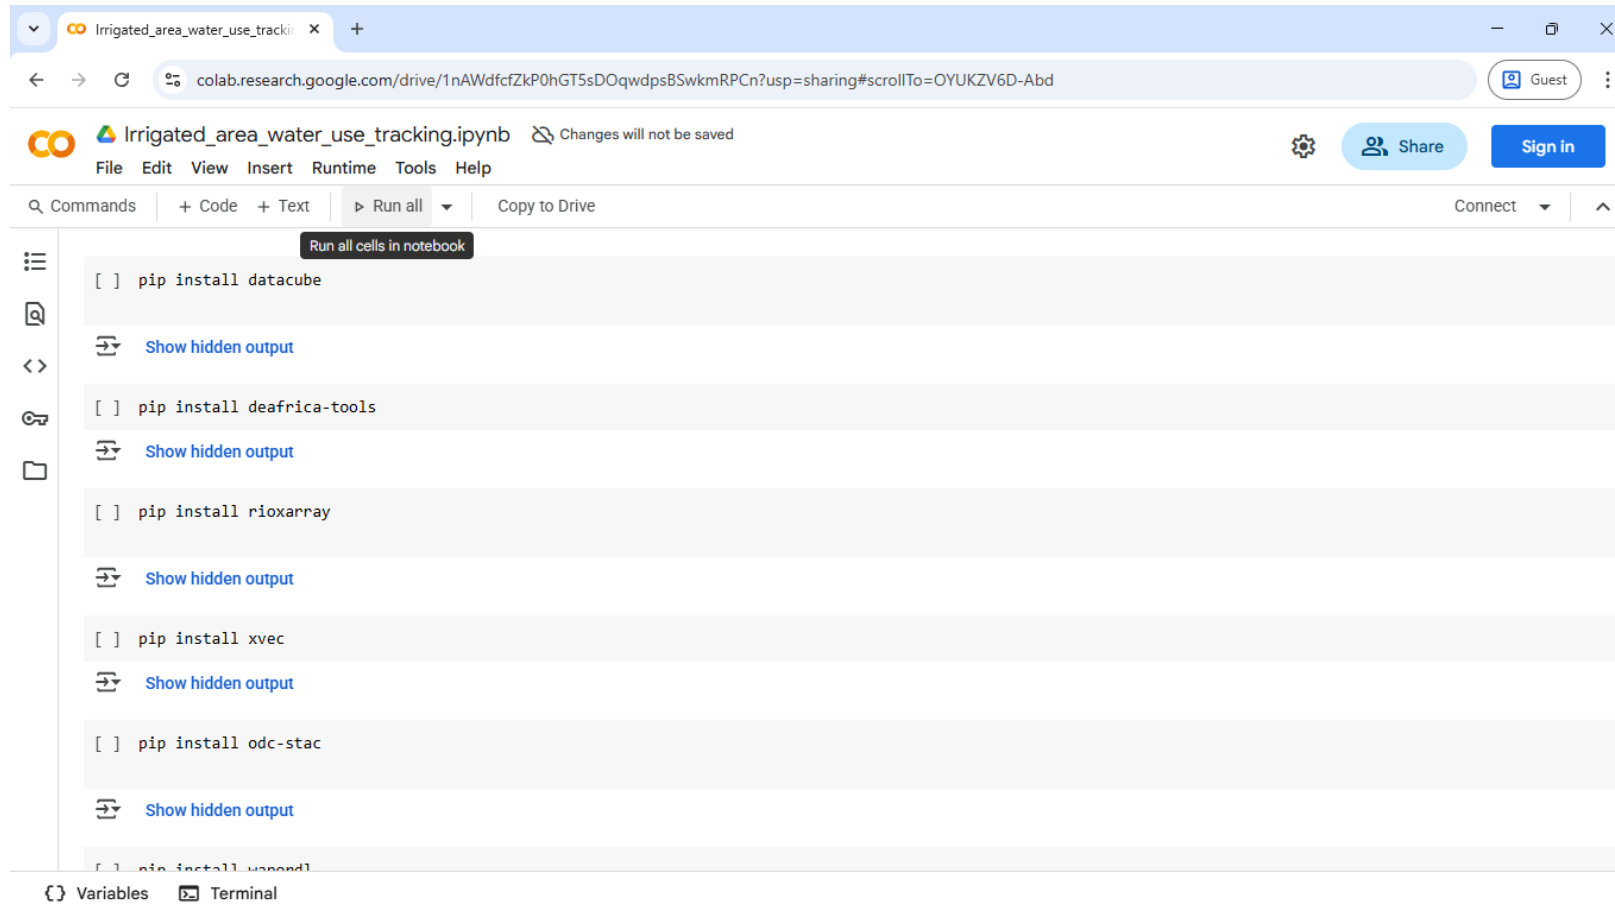 Irrigated_area_water_use_trackin
colab.research.google.com/drive/1nAWdfcfZkP0hGT5sDOqwdpsBSwkmRPCn?usp=sharing#scrollTo=OYUKZV6D-Abd
Guest
Irrigated_area_water_use_tracking.ipynb
Changes will not be saved
File Edit View Insert Runtime Tools Help
Share
Sign in
Commands + Code + Text Run all Copy to Drive Connect
Run all cells in notebook
[ ] pip install datacube
Show hidden output
[ ] pip install deafrica-tools
Show hidden output
[ ] pip install rioxarray
Show hidden output
[ ] pip install xvec
Show hidden output
[ ] pip install odc-stac
Show hidden output
[ ] pip install wapordl
Variables Terminal